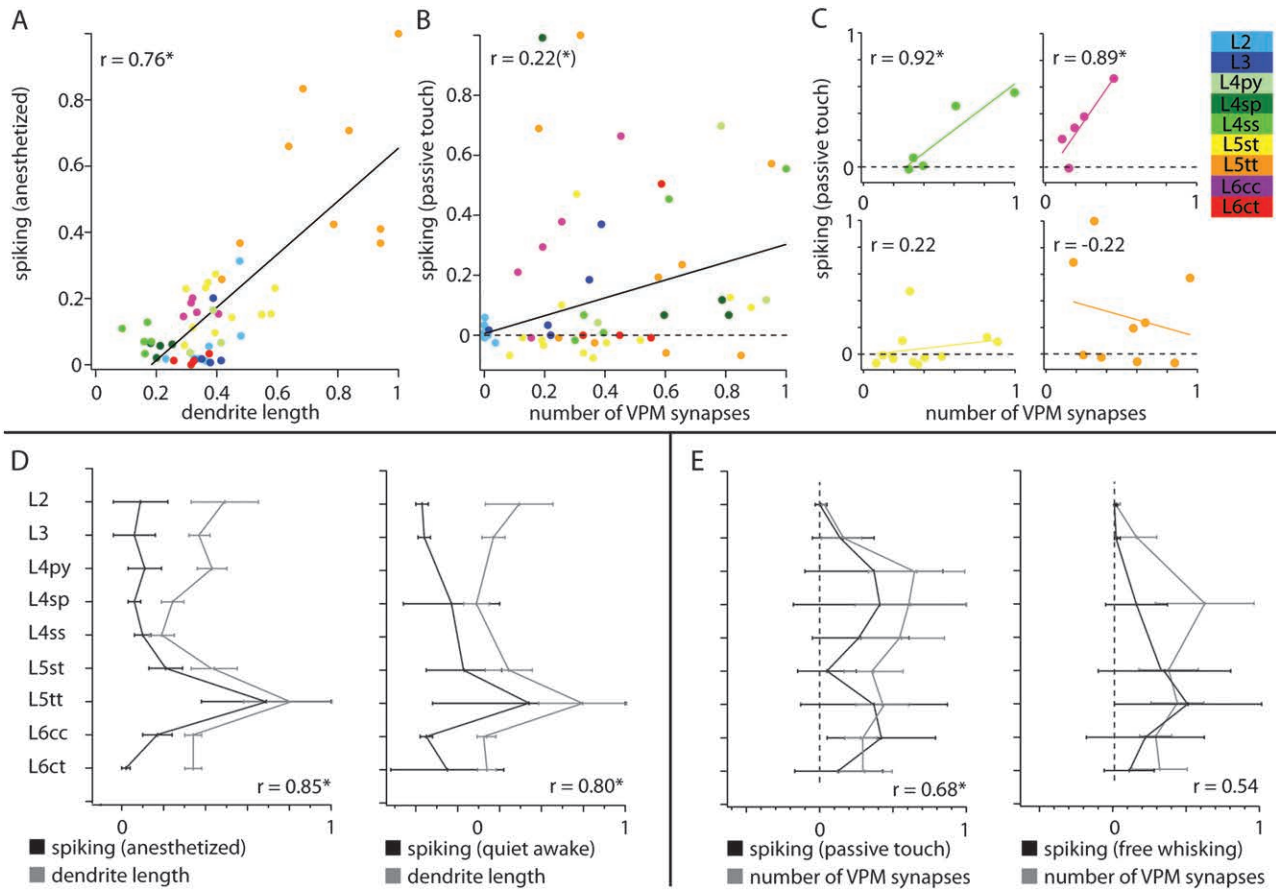 A
r = 0.76*
spiking (anesthetized)
0.8
0.6
0.4
0.2
0
0
0.2
0.4
0.6
0.8
1
dendrite length
B
1
r = 0.22(*)
spiking (passive touch)
0.8
0.6
0.4
0.2
0
0
0.2
0.4
0.6
0.8
1
number of VPM synapses
C
1
r = 0.92*
0
0
1
r = 0.89*
0
1
spiking (passive touch)
1
r = 0.22
0
0
1
r = -0.22
0
1
number of VPM synapses
L2
L3
L4py
L4sp
L4ss
L5st
L5tt
L6cc
L6ct
D
L2
L3
L4py
L4sp
L4ss
L5st
L5tt
L6cc
L6ct
r = 0.85*
0
1
spiking (anesthetized)
dendrite length
r = 0.80*
0
1
spiking (quiet awake)
dendrite length
E
r = 0.68*
0
1
spiking (passive touch)
number of VPM synapses
r = 0.54
0
1
spiking (free whisking)
number of VPM synapses